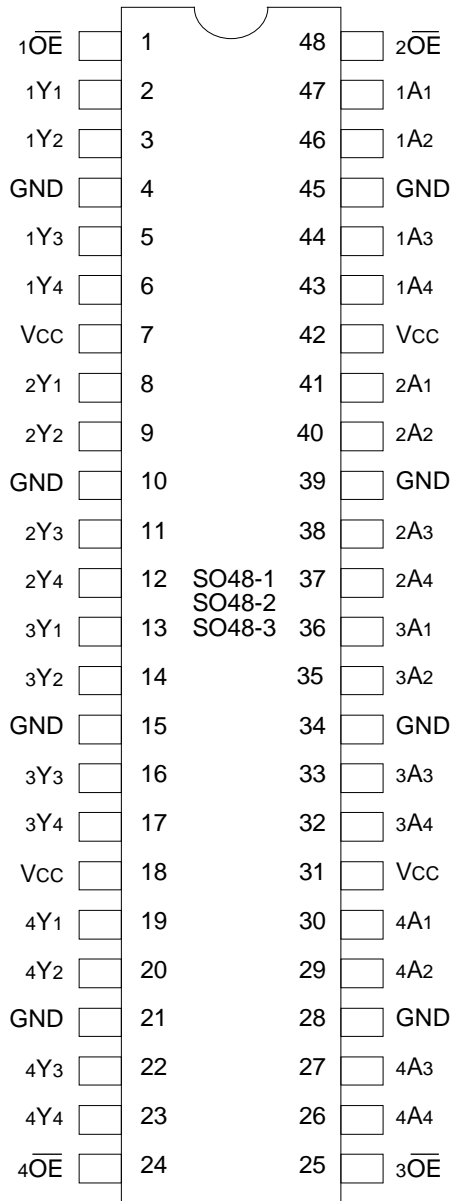 1O̅E̅ 1 48 2O̅E̅
1Y1 2 47 1A1
1Y2 3 46 1A2
GND 4 45 GND
1Y3 5 44 1A3
1Y4 6 43 1A4
VCC 7 42 VCC
2Y1 8 41 2A1
2Y2 9 40 2A2
GND 10 39 GND
2Y3 11 38 2A3
2Y4 12 SO48-1 37 2A4
SO48-2
3Y1 13 SO48-3 36 3A1
3Y2 14 35 3A2
GND 15 34 GND
3Y3 16 33 3A3
3Y4 17 32 3A4
VCC 18 31 VCC
4Y1 19 30 4A1
4Y2 20 29 4A2
GND 21 28 GND
4Y3 22 27 4A3
4Y4 23 26 4A4
4O̅E̅ 24 25 3O̅E̅